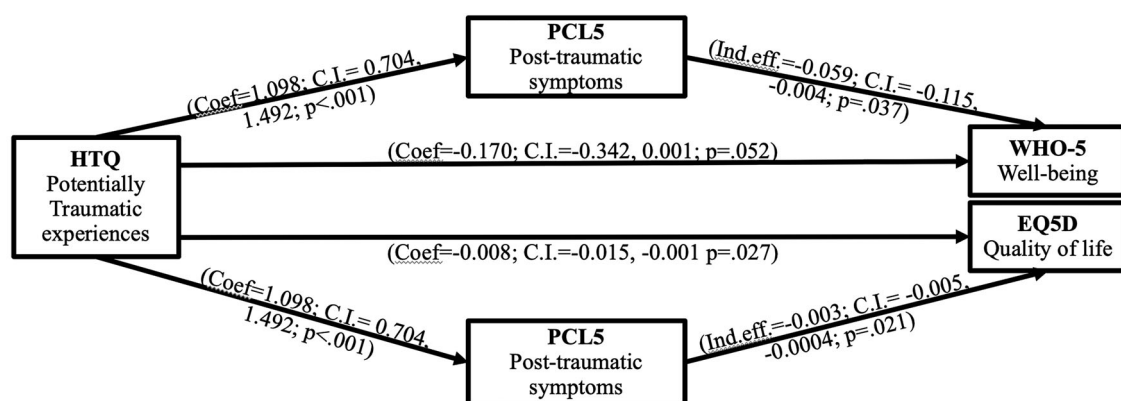 PCL5
Post-traumatic
symptoms
(Coef=1.098; C.I.= 0.704,
1.492; p<.001)
(Ind.eff.=-0.059; C.I.= -0.115,
-0.004; p=.037)
HTQ
Potentially
Traumatic
experiences
(Coef=-0.170; C.I.=-0.342, 0.001; p=.052)
WHO-5
Well-being
(Coef=-0.008; C.I.=-0.015, -0.001 p=.027)
EQ5D
Quality of life
(Coef=1.098; C.I.= 0.704,
1.492; p<.001)
(Ind.eff.=-0.003; C.I.= -0.005,
-0.0004; p=.021)
PCL5
Post-traumatic
symptoms